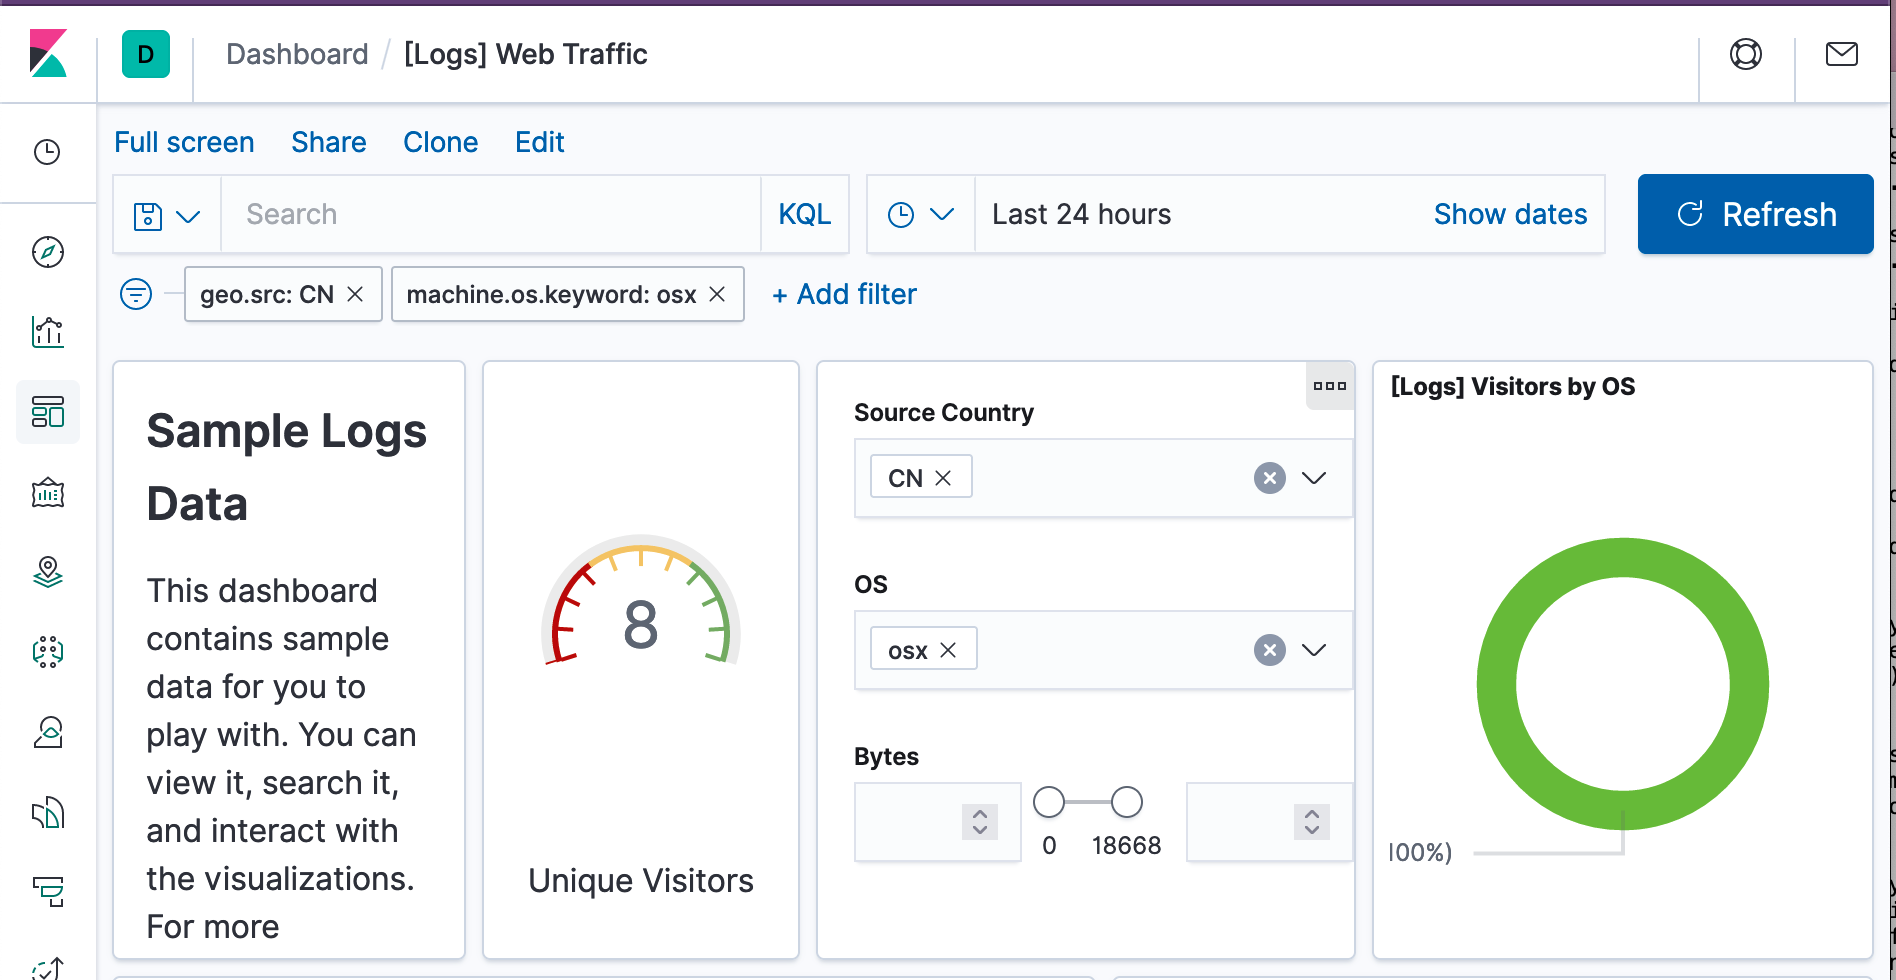 D
Dashboard / [Logs] Web Traffic
Full screen Share Clone Edit
Search KQL Last 24 hours Show dates Refresh
geo.src: CN machine.os.keyword: osx + Add filter
Sample Logs
Data
This dashboard
contains sample
data for you to
play with. You can
view it, search it,
and interact with
the visualizations.
For more
8
Unique Visitors
Source Country
CN
OS
osx
Bytes
0 18668
[Logs] Visitors by OS
100%)